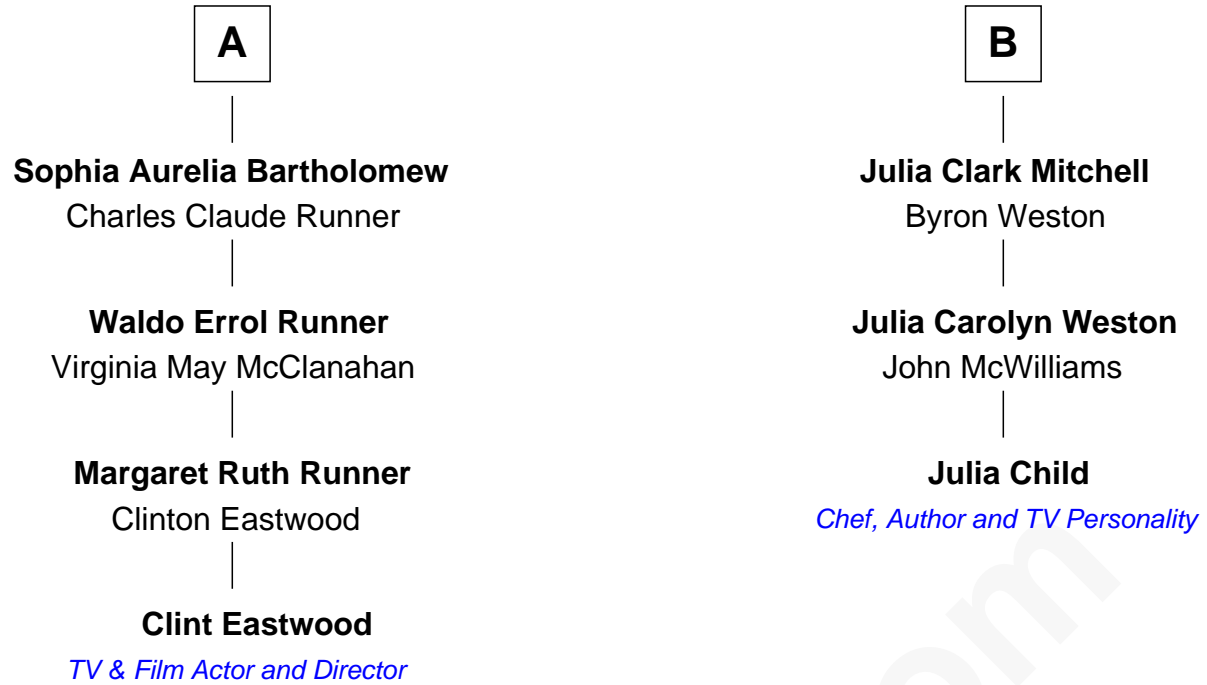 A
Sophia Aurelia Bartholomew
Charles Claude Runner
Waldo Errol Runner
Virginia May McClanahan
Margaret Ruth Runner
Clinton Eastwood
Clint Eastwood
TV & Film Actor and Director
B
Julia Clark Mitchell
Byron Weston
Julia Carolyn Weston
John McWilliams
Julia Child
Chef, Author and TV Personality
om